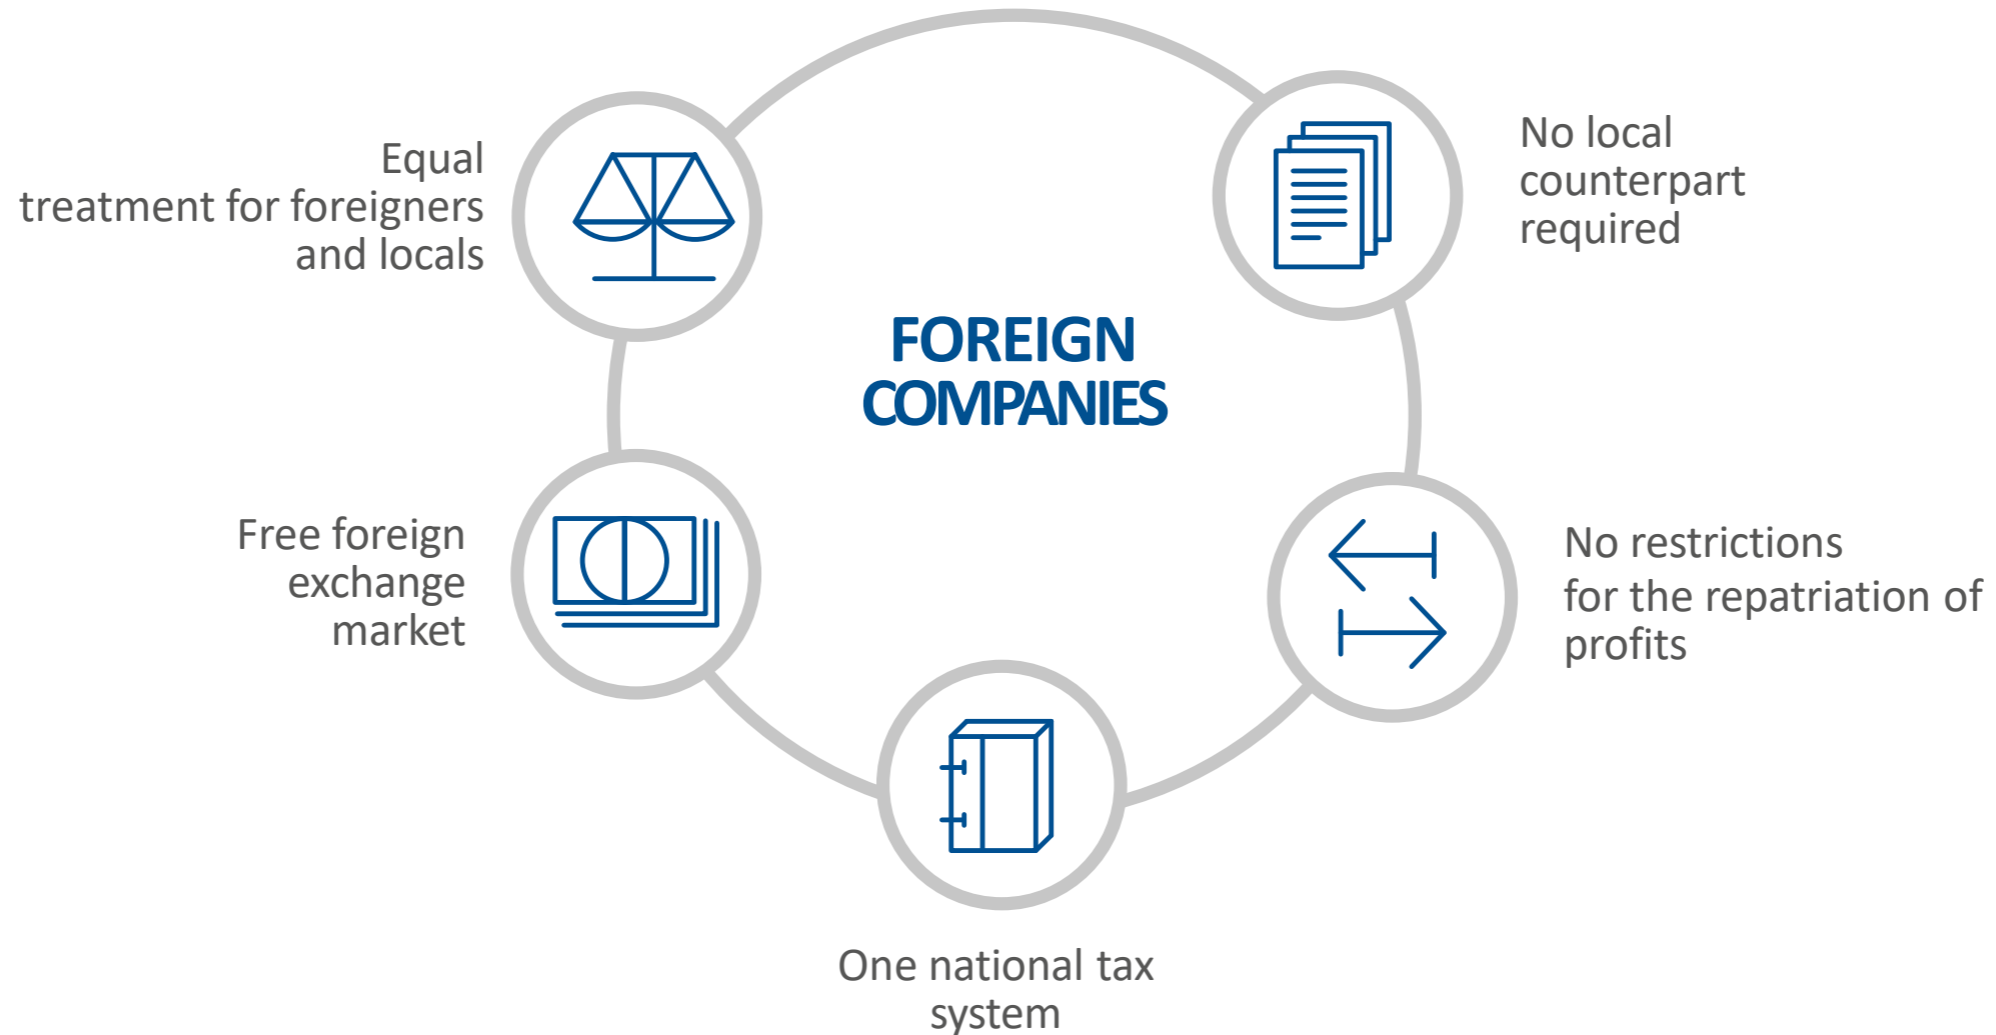 FOREIGN
COMPANIES
Equal
treatment for foreigners
and locals
No local
counterpart
required
Free foreign
exchange
market
No restrictions
for the repatriation of
profits
One national tax
system